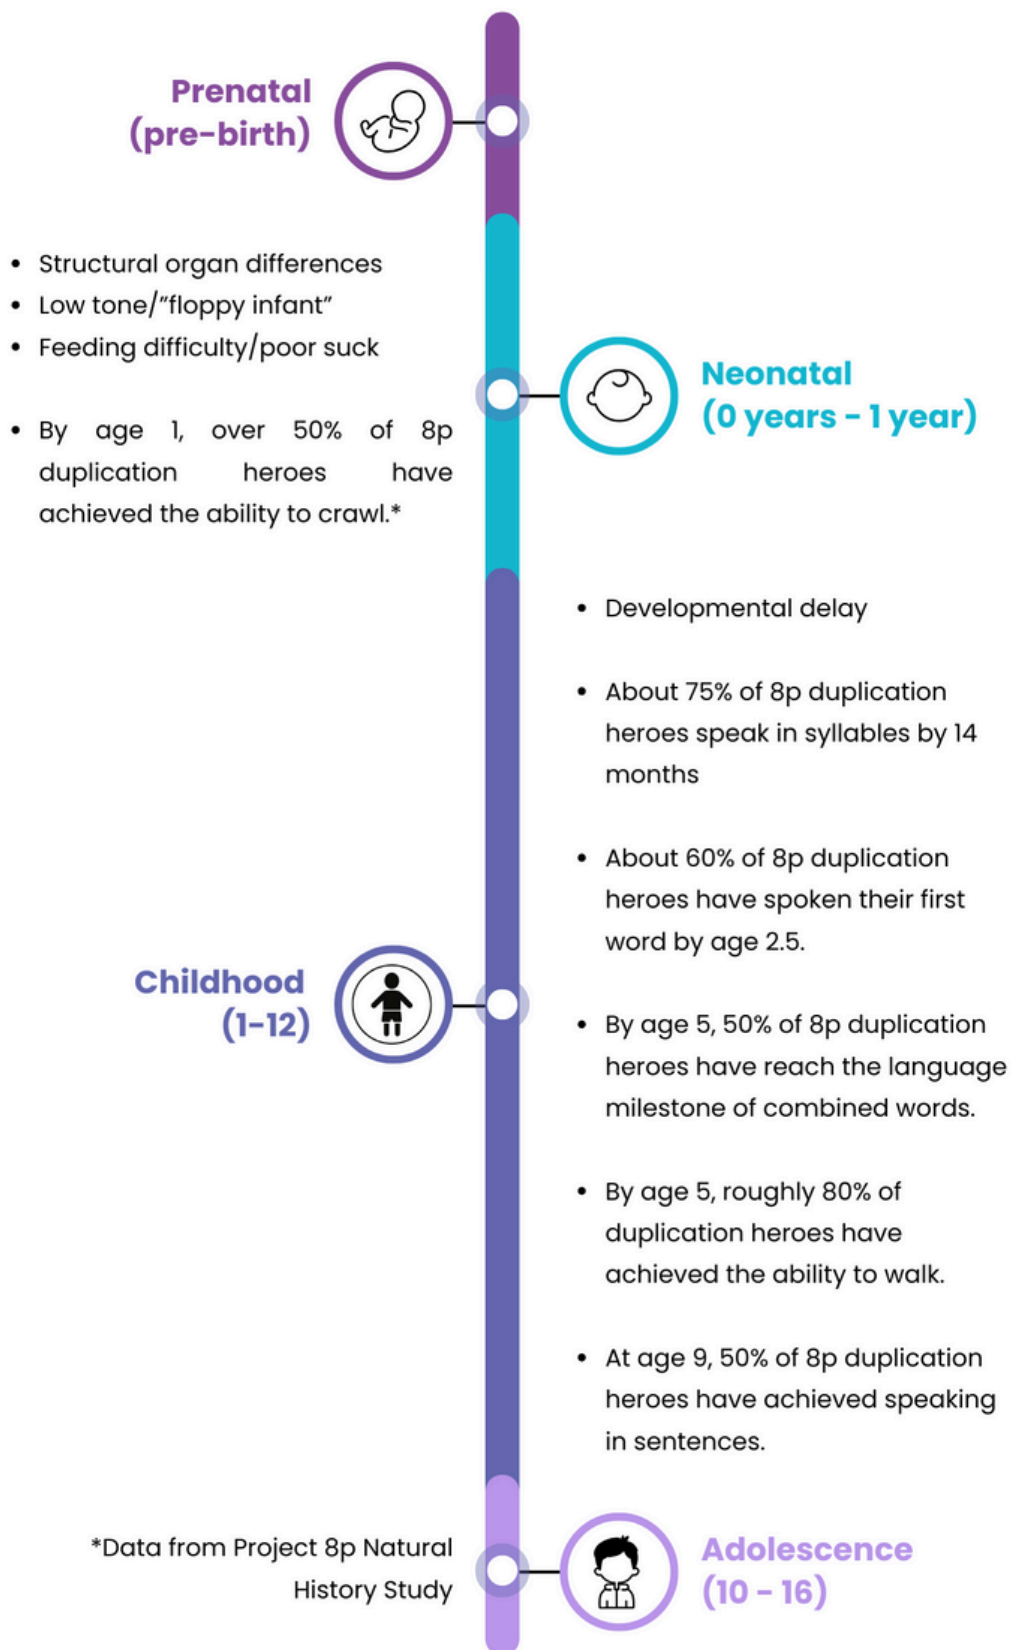 Prenatal
(pre-birth)
• Structural organ differences
• Low tone/"floppy infant"
• Feeding difficulty/poor suck
• By age 1, over 50% of 8p
duplication heroes have
achieved the ability to crawl.*
Neonatal
(0 years - 1 year)
• Developmental delay
• About 75% of 8p duplication
heroes speak in syllables by 14
months
• About 60% of 8p duplication
heroes have spoken their first
word by age 2.5.
• By age 5, 50% of 8p duplication
heroes have reach the language
milestone of combined words.
• By age 5, roughly 80% of
duplication heroes have
achieved the ability to walk.
• At age 9, 50% of 8p duplication
heroes have achieved speaking
in sentences.
Childhood
(1-12)
*Data from Project 8p Natural
History Study
Adolescence
(10 - 16)